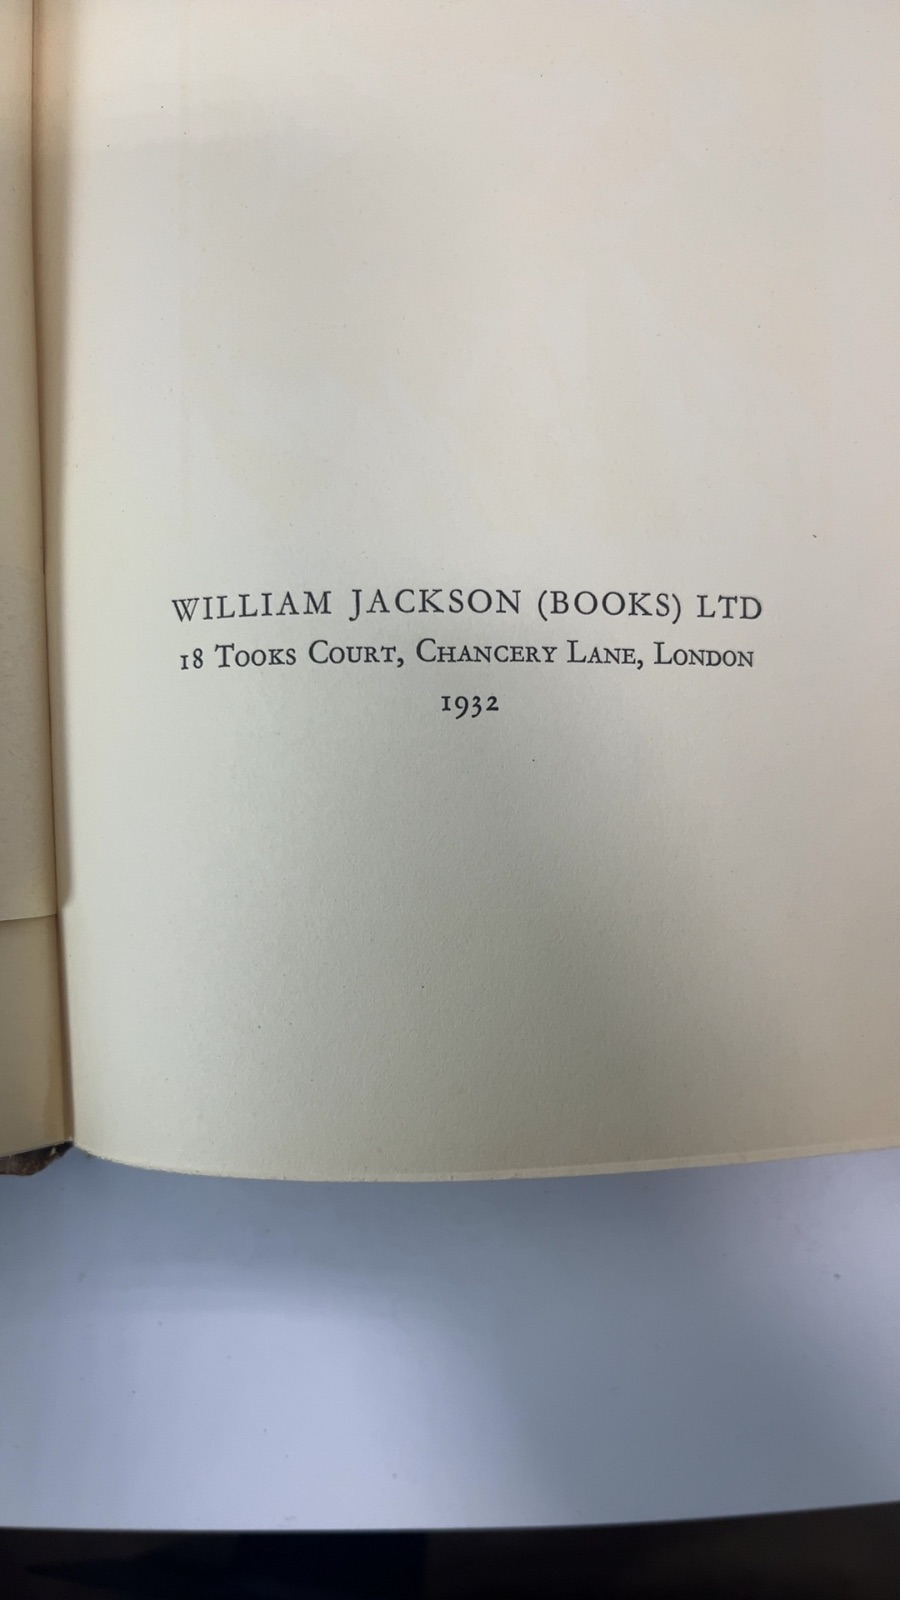 WILLIAM JACKSON (BOOKS) LTD
18 TOOKS COURT, CHANCERY LANE, LONDON
1932